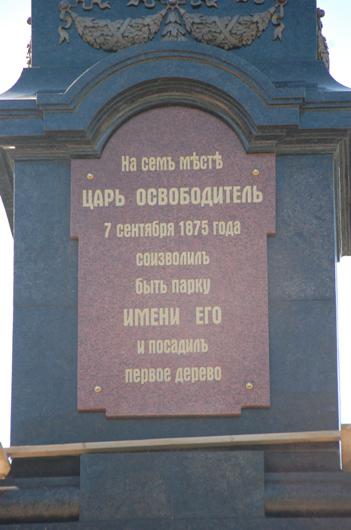 На семъ мѣстѣ
ЦАРЬ ОСВОБОДИТЕЛЬ
7 сентября 1875 года
соизволилъ
быть парку
ИМЕНИ ЕГО
и посадилъ
первое дерево